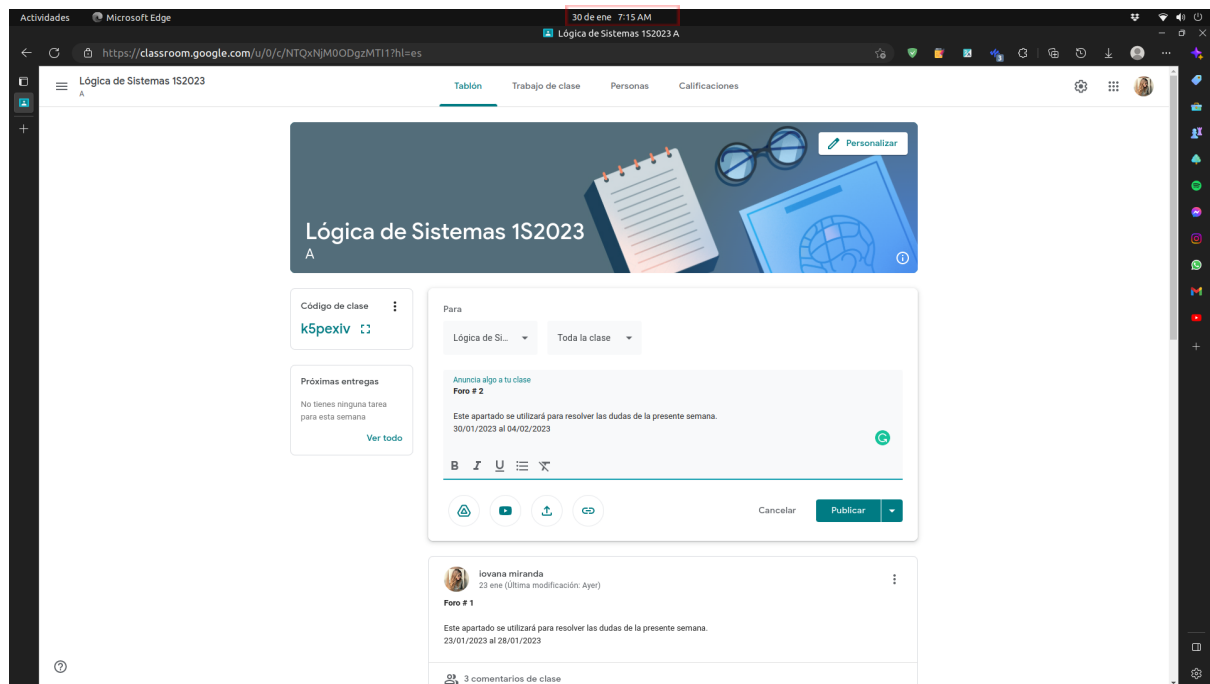 Actividades
Microsoft Edge
30 de ene 7:15 AM
Lógica de Sistemas 1S2023 A
https://classroom.google.com/u/0/c/NTQxNjM0ODgzMTI1?hl=es
Lógica de Sistemas 1S2023
A
Tablón
Trabajo de clase
Personas
Calificaciones
Personalizar
Lógica de Sistemas 1S2023
A
Código de clase
k5pexiv
Próximas entregas
No tienes ninguna tarea
para esta semana
Ver todo
Para
Lógica de Si...
Toda la clase
Anuncia algo a tu clase
Foro # 2
Este apartado se utilizará para resolver las dudas de la presente semana.
30/01/2023 al 04/02/2023
B I U
Cancelar
Publicar
iovana miranda
23 ene (Última modificación: Ayer)
Foro # 1
Este apartado se utilizará para resolver las dudas de la presente semana.
23/01/2023 al 28/01/2023
3 comentarios de clase